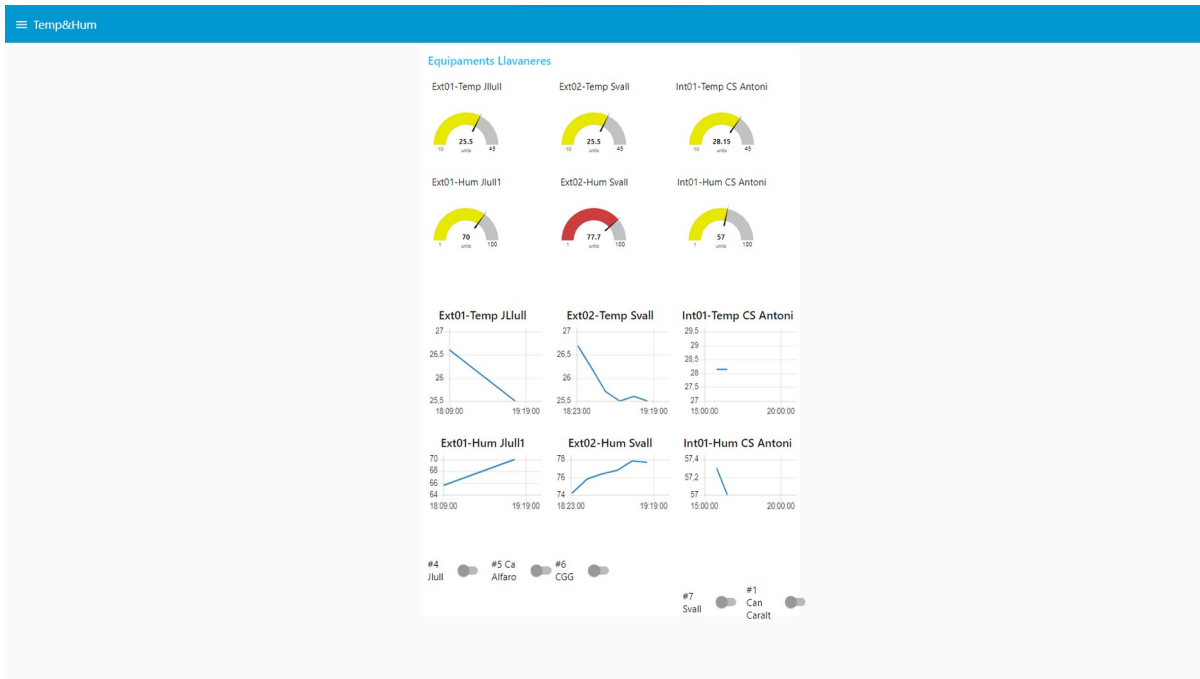 Temp&Hum
Equipaments Llavaneres
Ext01-Temp Jllull
Ext02-Temp Svall
Int01-Temp CS Antoni
25.5
-10 units 45
25.5
-10 units 45
28.15
-10 units 45
Ext01-Hum Jlull1
Ext02-Hum Svall
Int01-Hum CS Antoni
70
1 units 100
77.7
1 units 100
57
1 units 100
Ext01-Temp JLlull
27
26,5
26
25,5
18:09:00 19:19:00
Ext02-Temp Svall
27
26,5
26
25,5
18:23:00 19:19:00
Int01-Temp CS Antoni
29,5
29
28,5
28
27,5
27
15:00:00 20:00:00
Ext01-Hum Jlull1
70
68
66
64
18:09:00 19:19:00
Ext02-Hum Svall
78
76
74
18:23:00 19:19:00
Int01-Hum CS Antoni
57,4
57,2
57
15:00:00 20:00:00
#4
Jlull
#5 Ca
Alfaro
#6
CGG
#7
Svall
#1
Can
Caralt